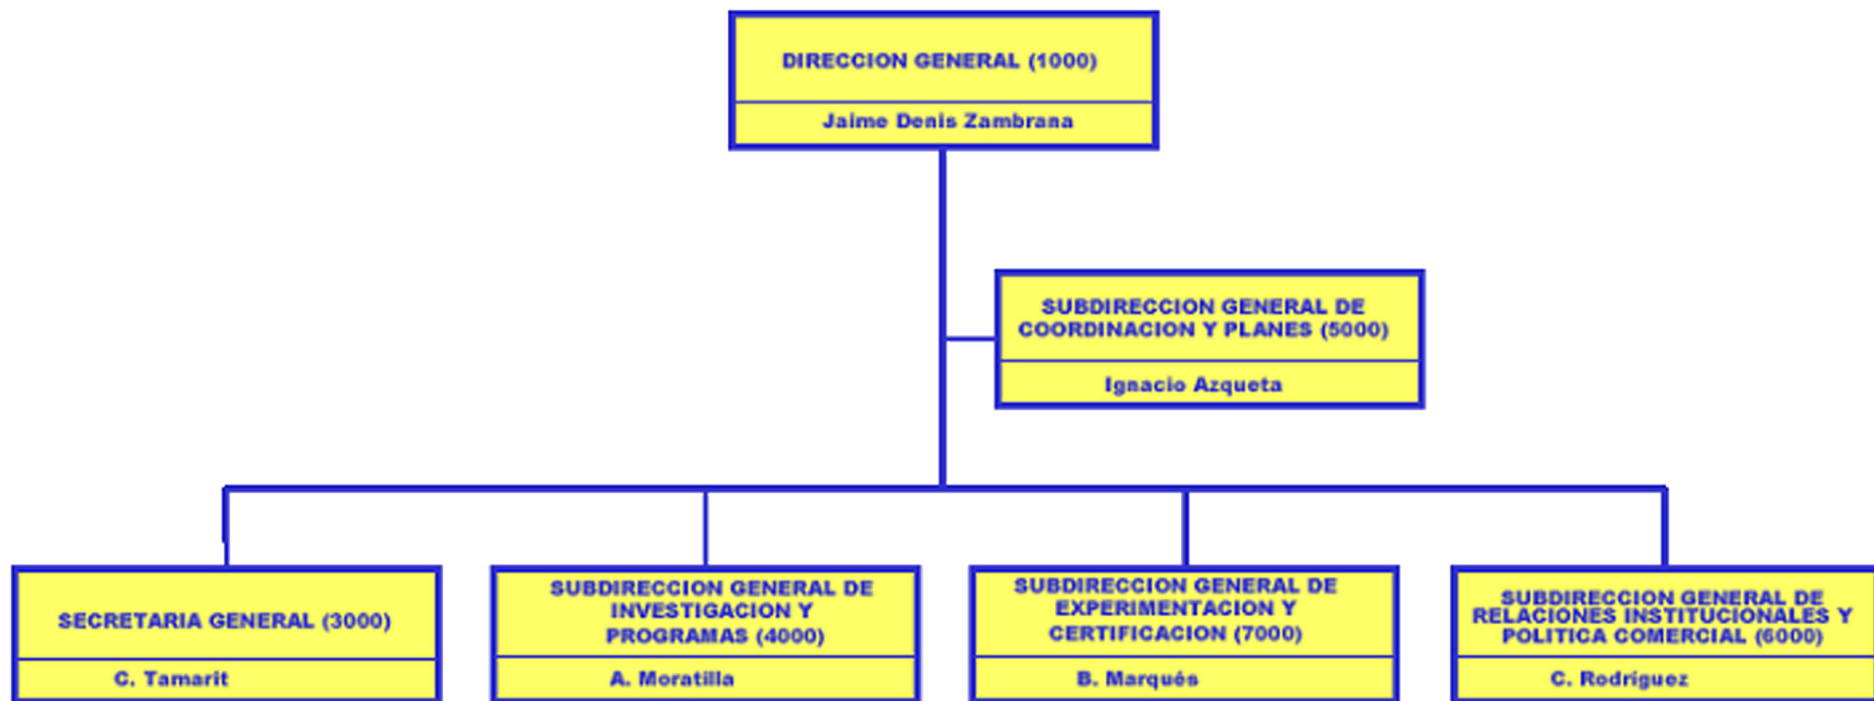 DIRECCION GENERAL (1000)
Jaime Denis Zambrana
SUBDIRECCION GENERAL DE
COORDINACION Y PLANES (5000)
Ignacio Azqueta
SECRETARIA GENERAL (3000)
C. Tamarit
SUBDIRECCION GENERAL DE
INVESTIGACION Y
PROGRAMAS (4000)
A. Moratilla
SUBDIRECCION GENERAL DE
EXPERIMENTACION Y
CERTIFICACION (7000)
B. Marqués
SUBDIRECCION GENERAL DE
RELACIONES INSTITUCIONALES Y
POLITICA COMERCIAL (6000)
C. Rodríguez